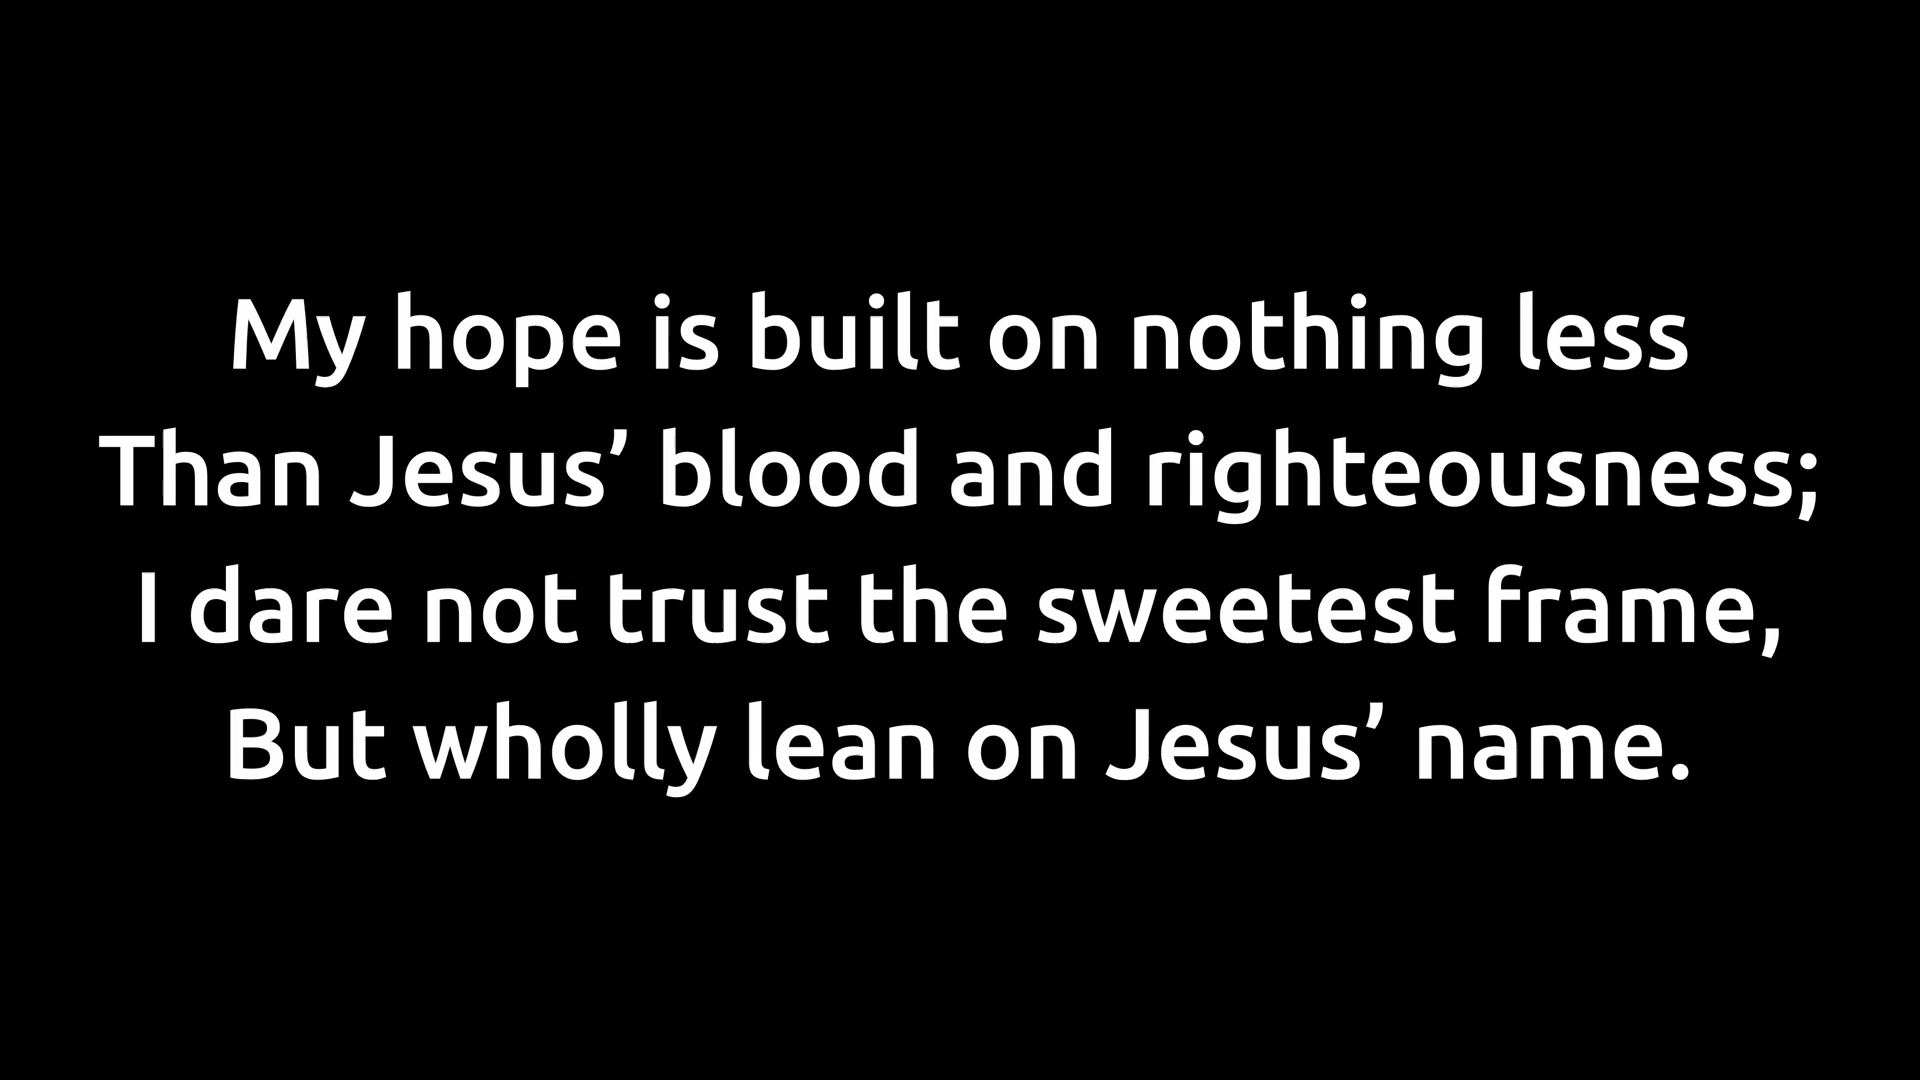 My hope is built on nothing less
Than Jesus’ blood and righteousness;
I dare not trust the sweetest frame,
But wholly lean on Jesus’ name.